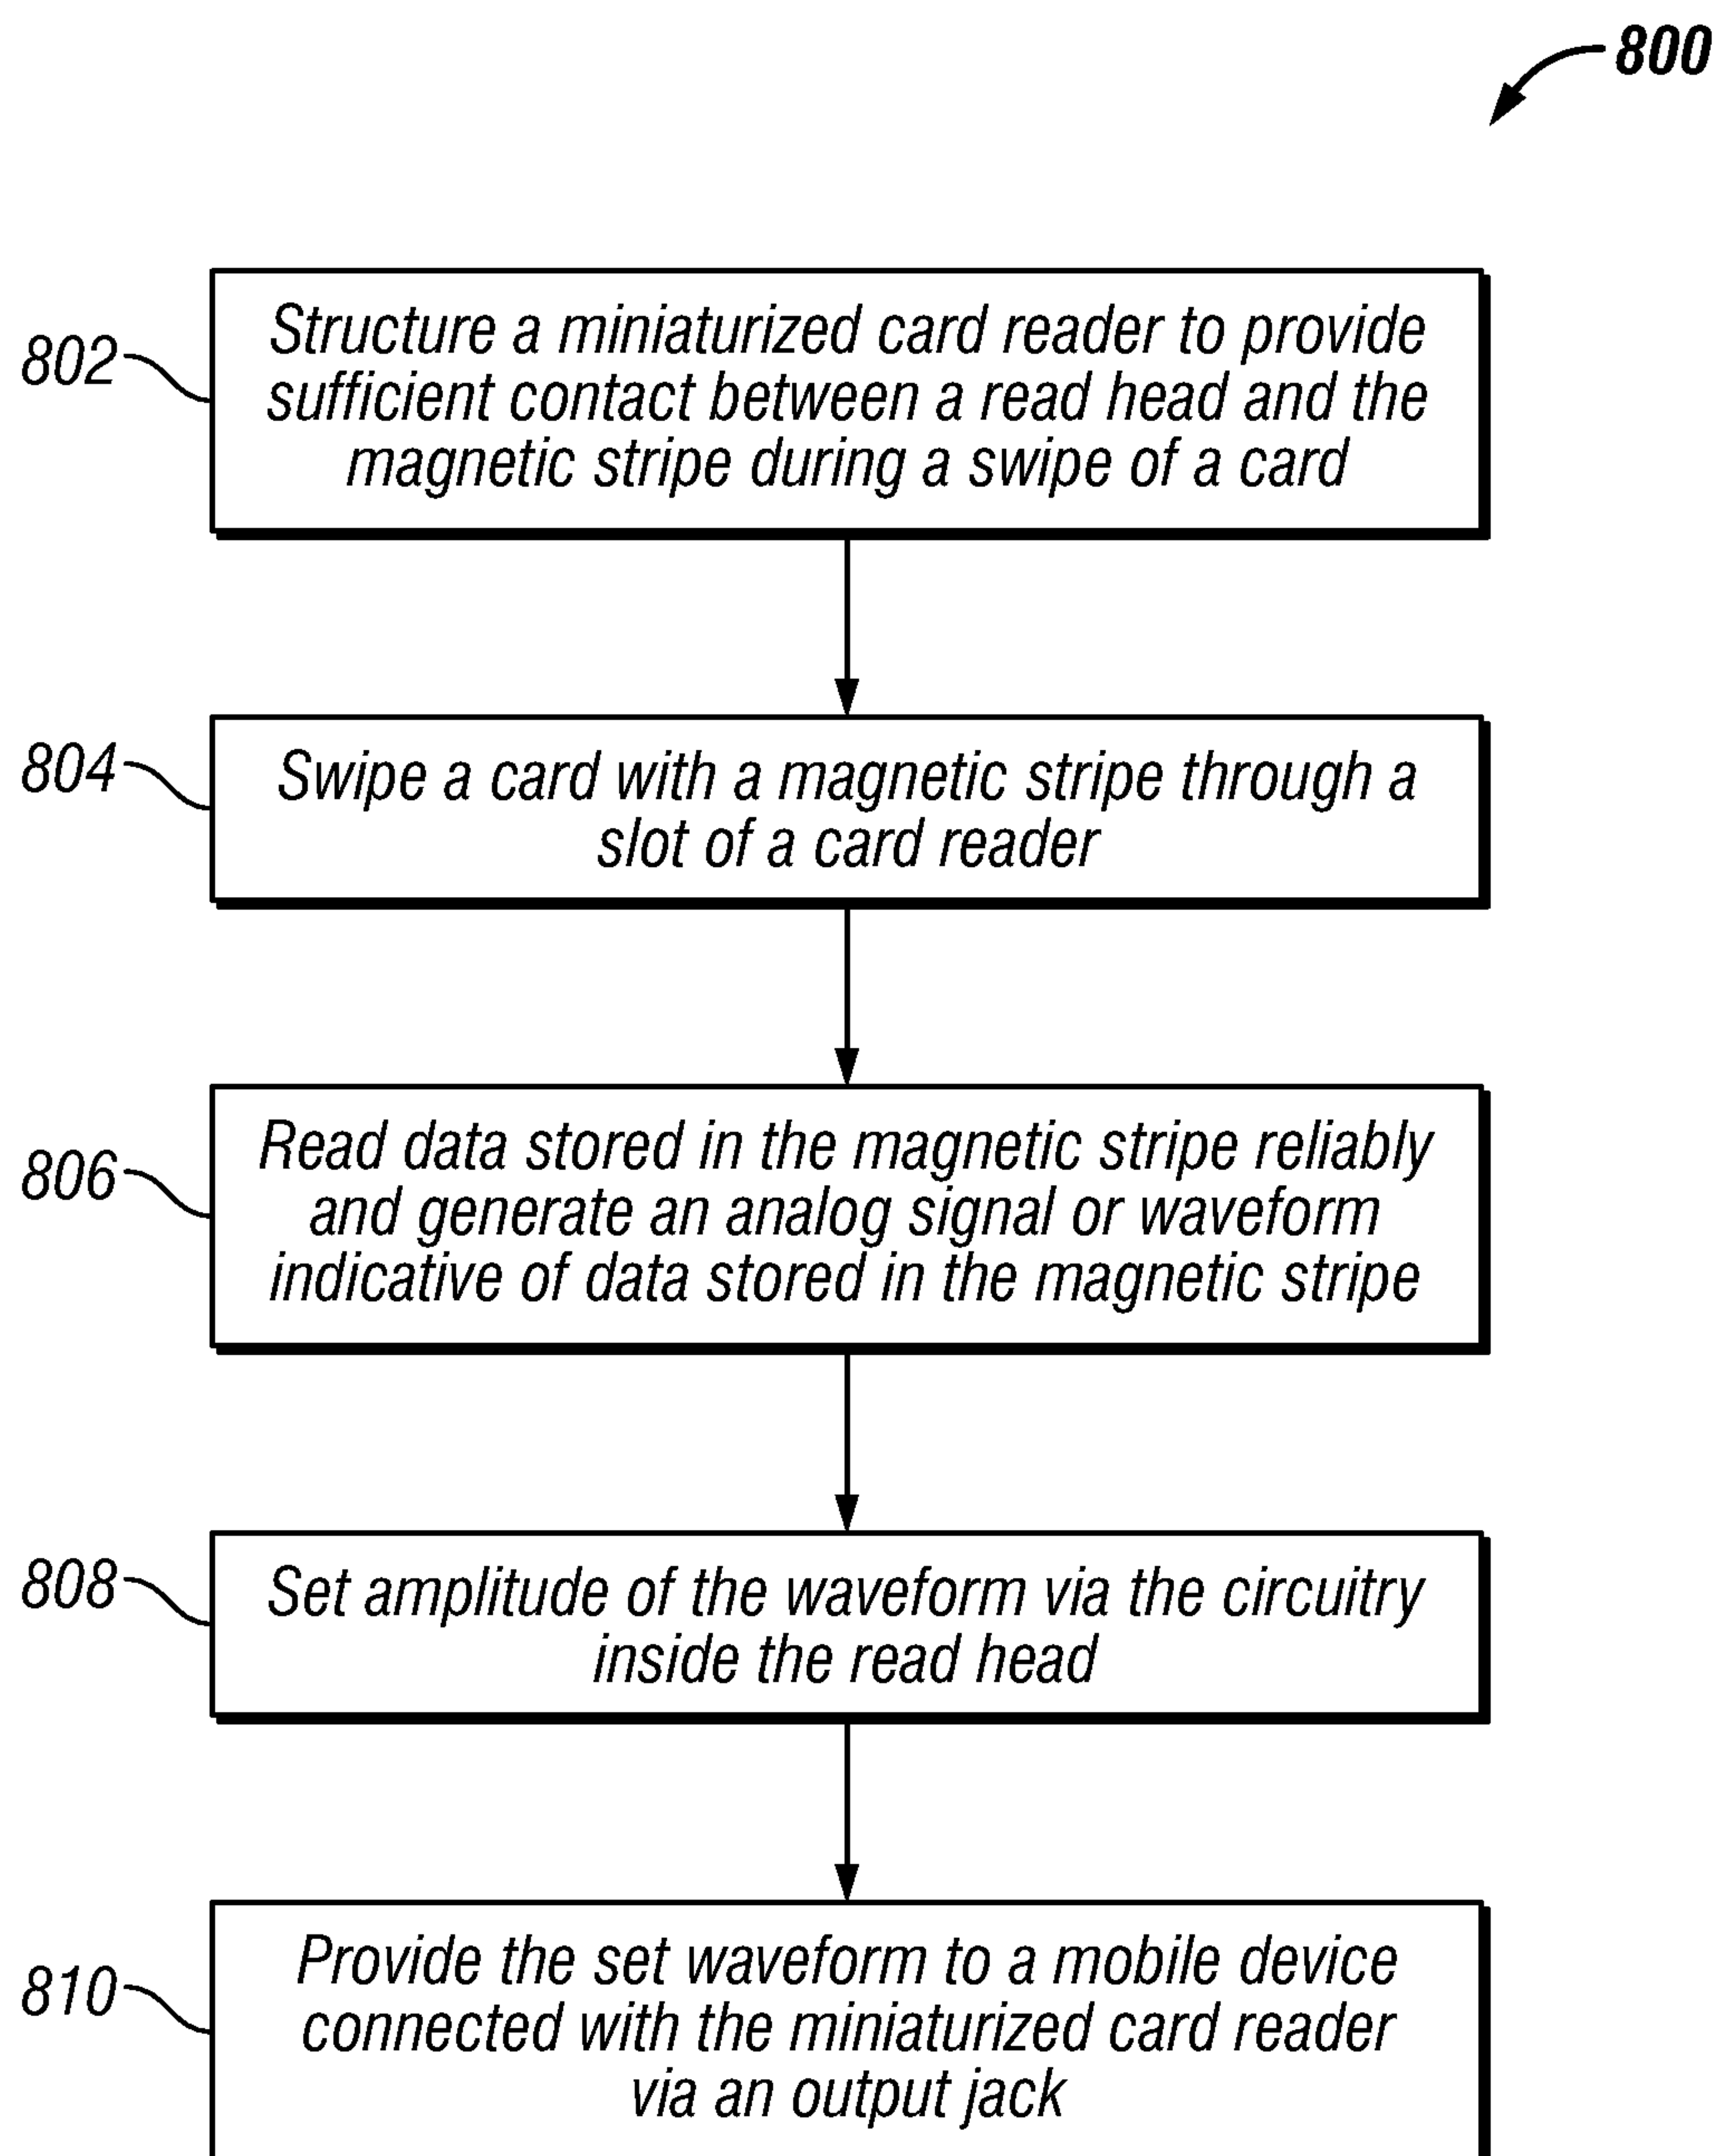 800
802
Structure a miniaturized card reader to provide
sufficient contact between a read head and the
magnetic stripe during a swipe of a card
804
Swipe a card with a magnetic stripe through a
slot of a card reader
806
Read data stored in the magnetic stripe reliably
and generate an analog signal or waveform
indicative of data stored in the magnetic stripe
808
Set amplitude of the waveform via the circuitry
inside the read head
810
Provide the set waveform to a mobile device
connected with the miniaturized card reader
via an output jack